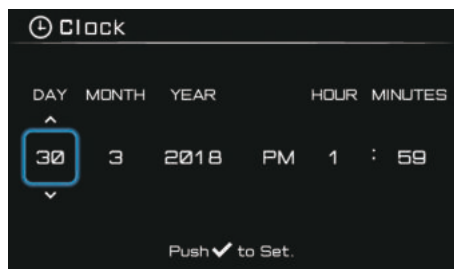 Clock
DAY MONTH YEAR HOUR MINUTES
30 3 2018 PM 1 : 59
Push ✓ to Set.